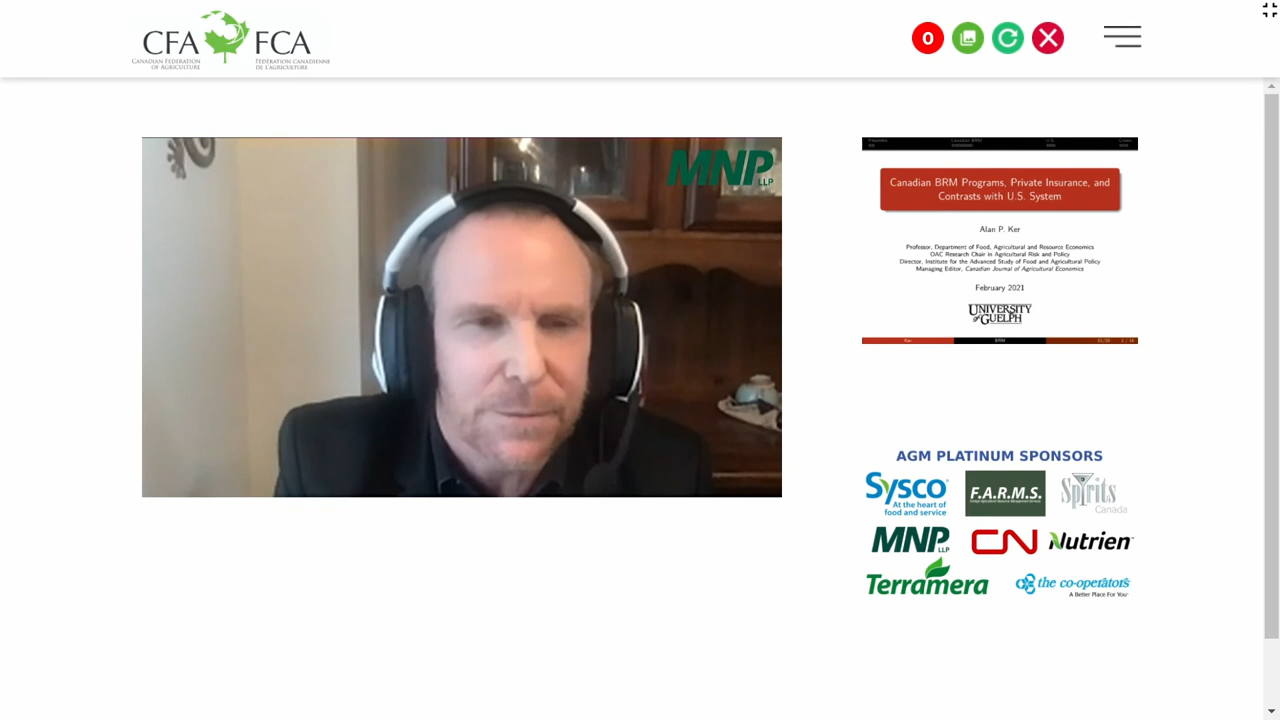 CFA FCA
CANADIAN FEDERATION
OF AGRICULTURE
FÉDÉRATION CANADIENNE
DE L'AGRICULTURE
0
MNP
LLP
Canadian BRM
U.S.
Canadian BRM Programs, Private Insurance, and
Contrasts with U.S. System
Alan P. Ker
Professor, Department of Food, Agricultural and Resource Economics
OAC Research Chair in Agricultural Risk and Policy
Director, Institute for the Advanced Study of Food and Agricultural Policy
Managing Editor, Canadian Journal of Agricultural Economics
February 2021
UNIVERSITY
of GUELPH
Ker BRM
AGM PLATINUM SPONSORS
Sysco
At the heart of
food and service
F.A.R.M.S.
Spirits
Canada
MNP
LLP
CN
Nutrien
Terramera
the co-operators
A Better Place For You